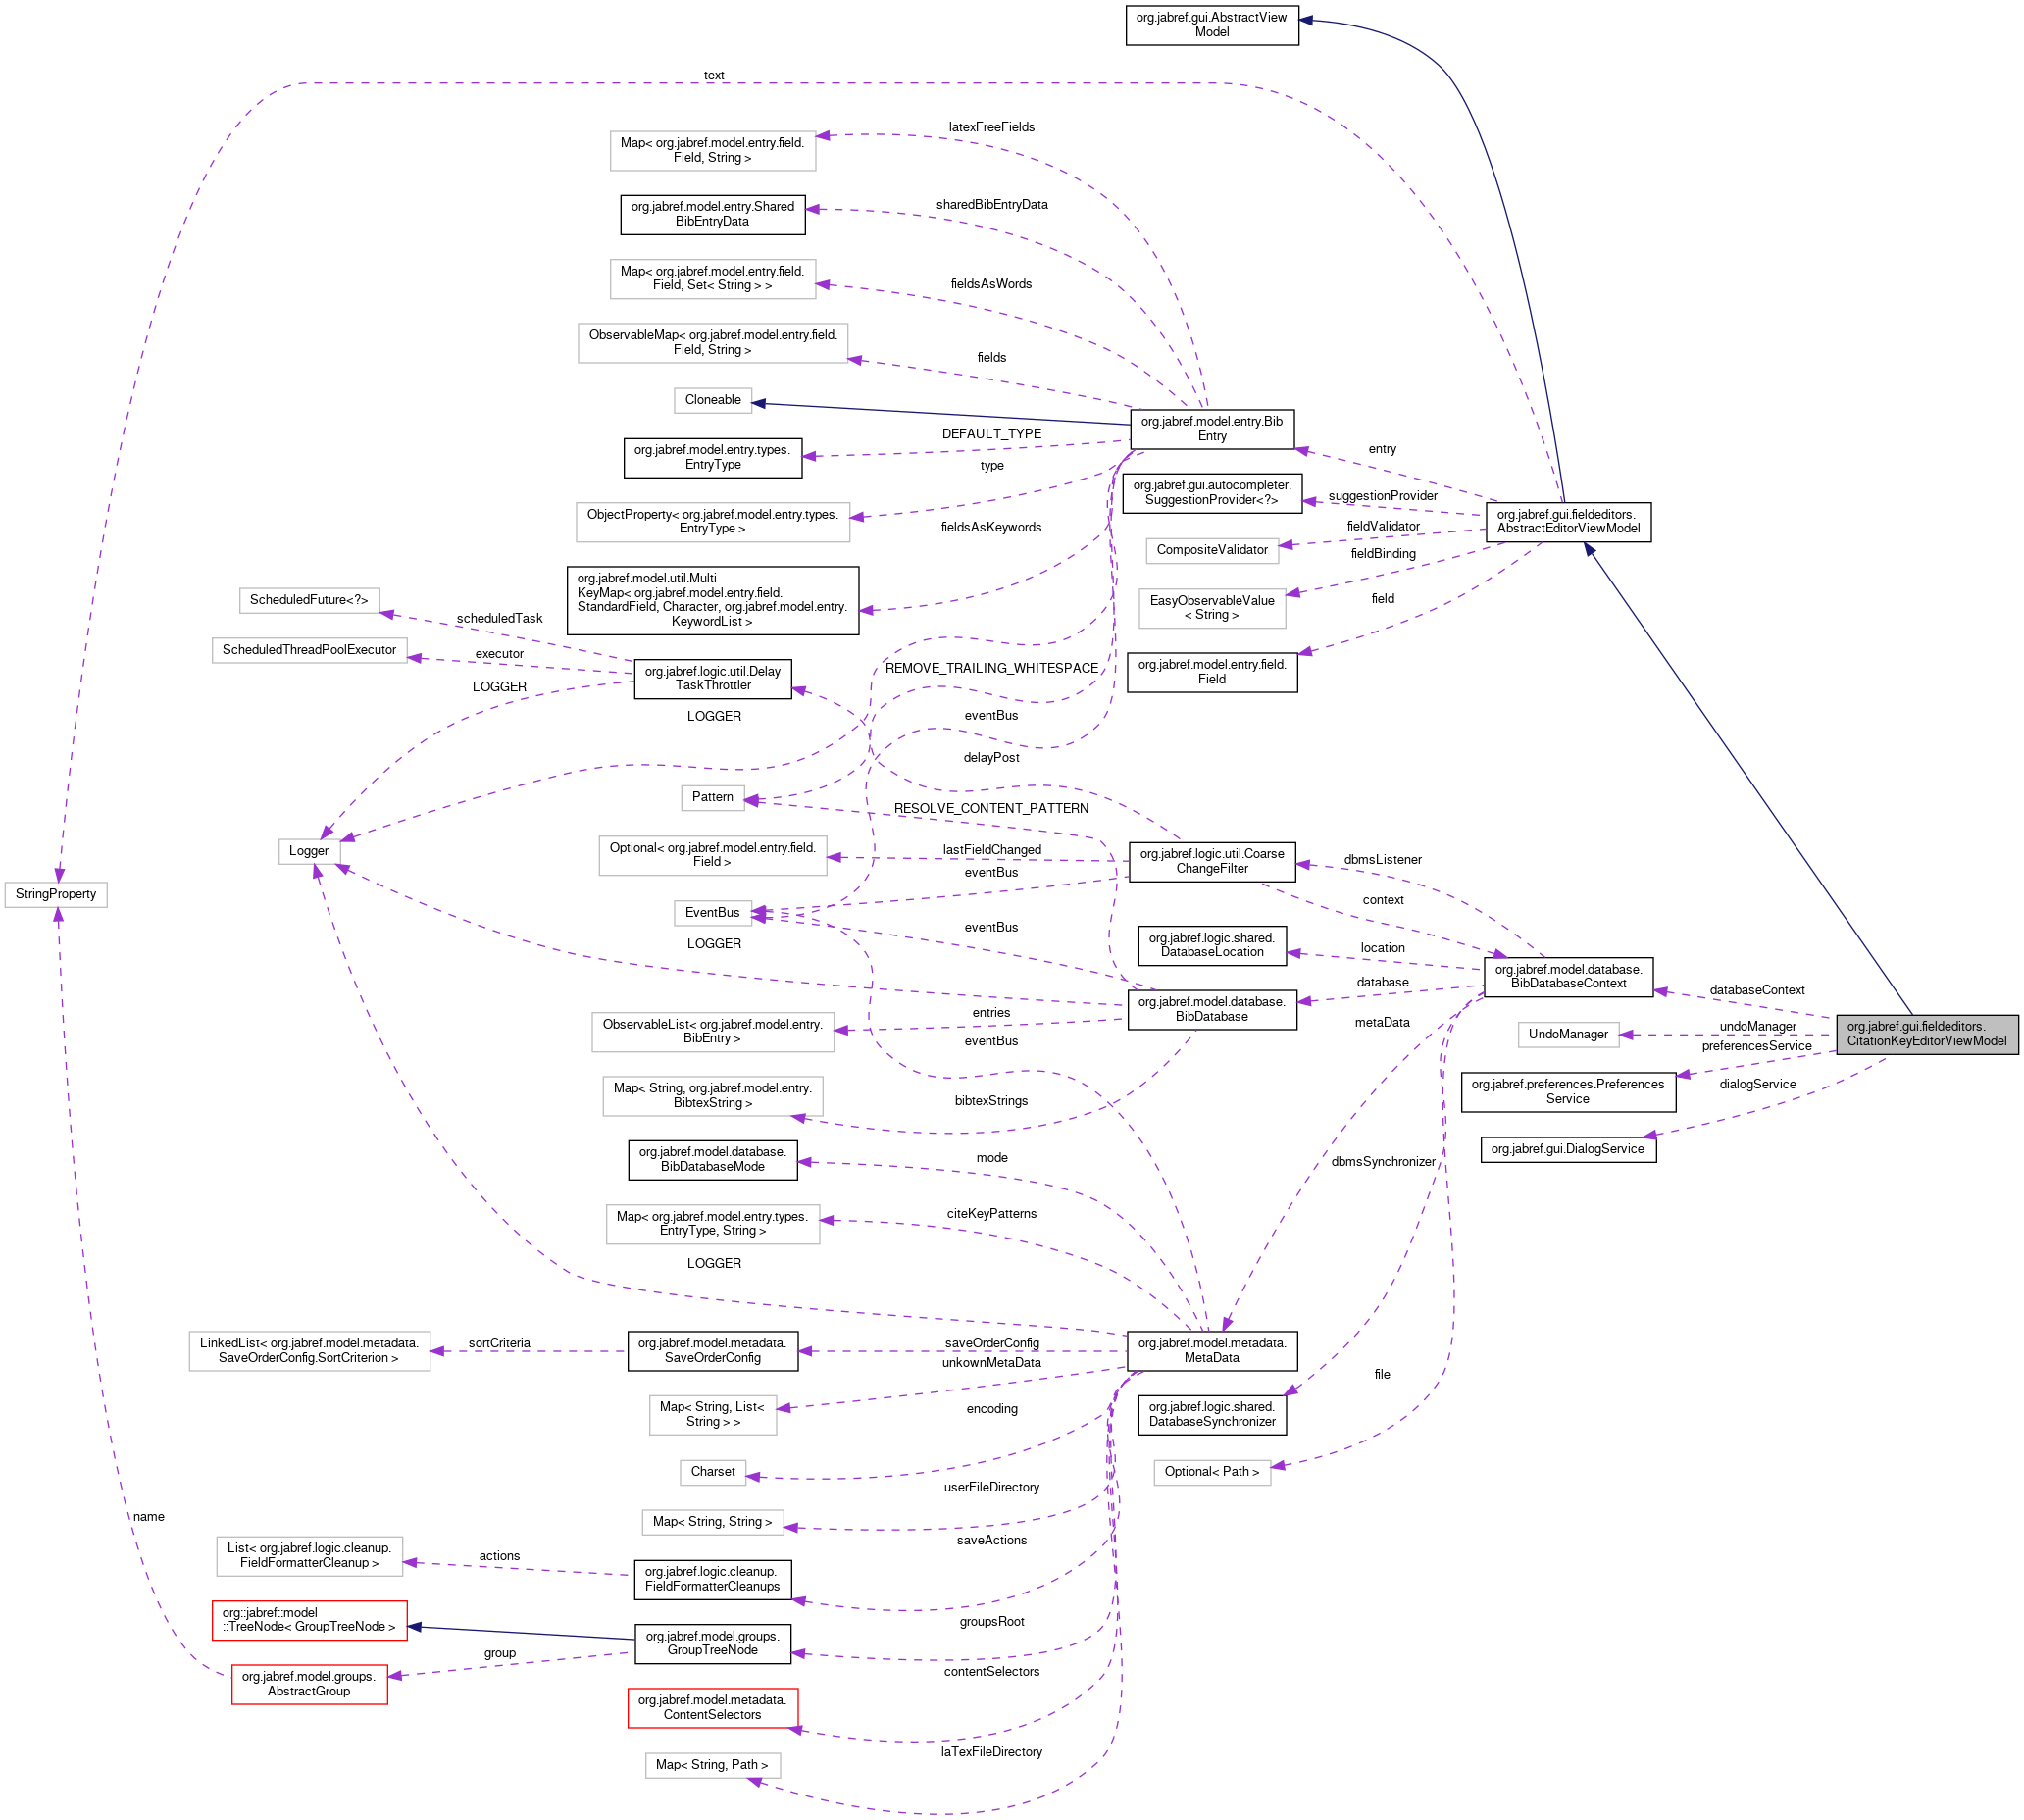 org.jabref.gui.AbstractView
Model
text
latexFreeFields
Map< org.jabref.model.entry.field.
Field, String >
org.jabref.model.entry.Shared
BibEntryData
sharedBibEntryData
Map< org.jabref.model.entry.field.
Field, Set< String > >
fieldsAsWords
ObservableMap< org.jabref.model.entry.field.
Field, String >
fields
Cloneable
org.jabref.model.entry.Bib
Entry
DEFAULT_TYPE
org.jabref.model.entry.types.
EntryType
entry
type
org.jabref.gui.autocompleter.
SuggestionProvider<?>
suggestionProvider
org.jabref.gui.fieldeditors.
AbstractEditorViewModel
ObjectProperty< org.jabref.model.entry.types.
EntryType >
fieldsAsKeywords
fieldValidator
CompositeValidator
fieldBinding
org.jabref.model.util.Multi
KeyMap< org.jabref.model.entry.field.
StandardField, Character, org.jabref.model.entry.
KeywordList >
ScheduledFuture<?>
EasyObservableValue
< String >
field
scheduledTask
ScheduledThreadPoolExecutor
executor
org.jabref.logic.util.Delay
TaskThrottler
REMOVE_TRAILING_WHITESPACE
org.jabref.model.entry.field.
Field
LOGGER
LOGGER
eventBus
delayPost
Pattern
RESOLVE_CONTENT_PATTERN
Logger
Optional< org.jabref.model.entry.field.
Field >
lastFieldChanged
org.jabref.logic.util.Coarse
ChangeFilter
dbmsListener
eventBus
StringProperty
EventBus
context
eventBus
LOGGER
org.jabref.logic.shared.
DatabaseLocation
location
org.jabref.model.database.
BibDatabaseContext
database
databaseContext
org.jabref.model.database.
BibDatabase
entries
ObservableList< org.jabref.model.entry.
BibEntry >
metaData
eventBus
UndoManager
undoManager
org.jabref.gui.fieldeditors.
CitationKeyEditorViewModel
preferencesService
org.jabref.preferences.Preferences
Service
dialogService
Map< String, org.jabref.model.entry.
BibtexString >
bibtexStrings
org.jabref.gui.DialogService
org.jabref.model.database.
BibDatabaseMode
mode
dbmsSynchronizer
Map< org.jabref.model.entry.types.
EntryType, String >
citeKeyPatterns
LOGGER
LinkedList< org.jabref.model.metadata.
SaveOrderConfig.SortCriterion >
sortCriteria
org.jabref.model.metadata.
SaveOrderConfig
saveOrderConfig
org.jabref.model.metadata.
MetaData
unkownMetaData
file
Map< String, List<
String > >
encoding
org.jabref.logic.shared.
DatabaseSynchronizer
Charset
Optional< Path >
userFileDirectory
name
Map< String, String >
saveActions
List< org.jabref.logic.cleanup.
FieldFormatterCleanup >
actions
org.jabref.logic.cleanup.
FieldFormatterCleanups
org::jabref::model
::TreeNode< GroupTreeNode >
groupsRoot
org.jabref.model.groups.
GroupTreeNode
group
org.jabref.model.groups.
AbstractGroup
contentSelectors
org.jabref.model.metadata.
ContentSelectors
laTexFileDirectory
Map< String, Path >